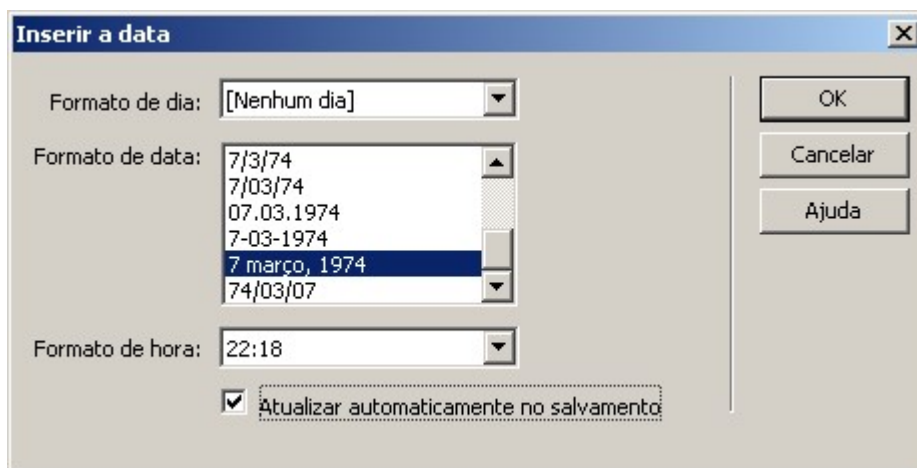 Inserir a data
Formato de dia: [Nenhum dia]
OK
Formato de data:
7/3/74
7/03/74
07.03.1974
7-03-1974
7 março, 1974
74/03/07
Cancelar
Ajuda
Formato de hora: 22:18
Atualizar automaticamente no salvamento